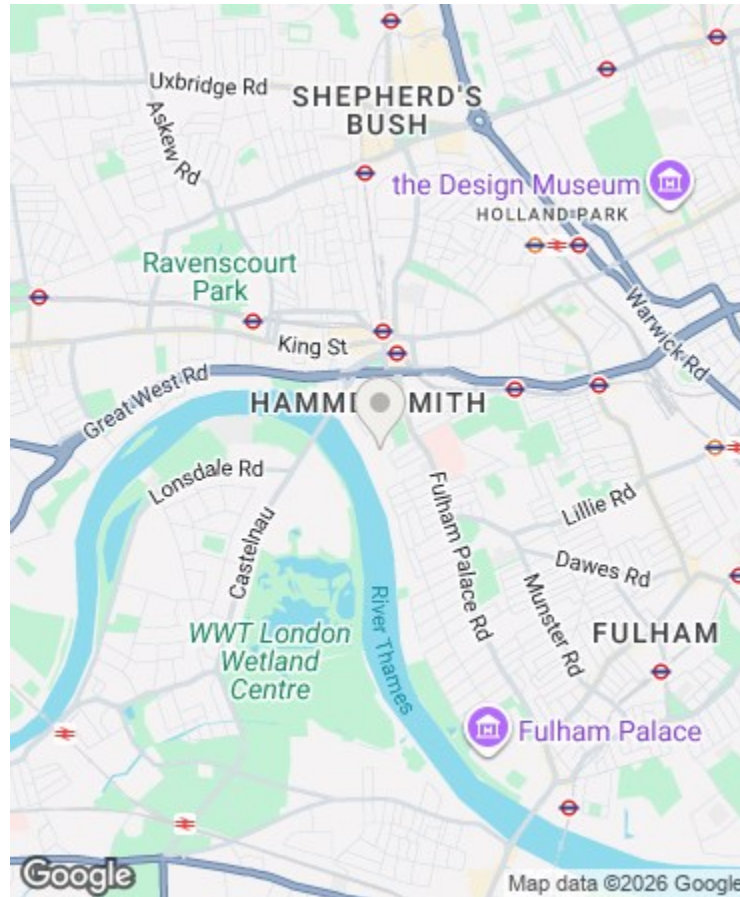 Uxbridge Rd
SHEPHERD'S
BUSH
Askew Rd
the Design Museum
HOLLAND PARK
Ravenscourt
Park
Warwick Rd
King St
Great West Rd
HAMME
MITH
Lonsdale Rd
Castelnau
Fulham Palace Rd
Lillie Rd
Dawes Rd
Munster Rd
River Thames
FULHAM
WWT London
Wetland
Centre
Fulham Palace
Google
Map data ©2026 Google